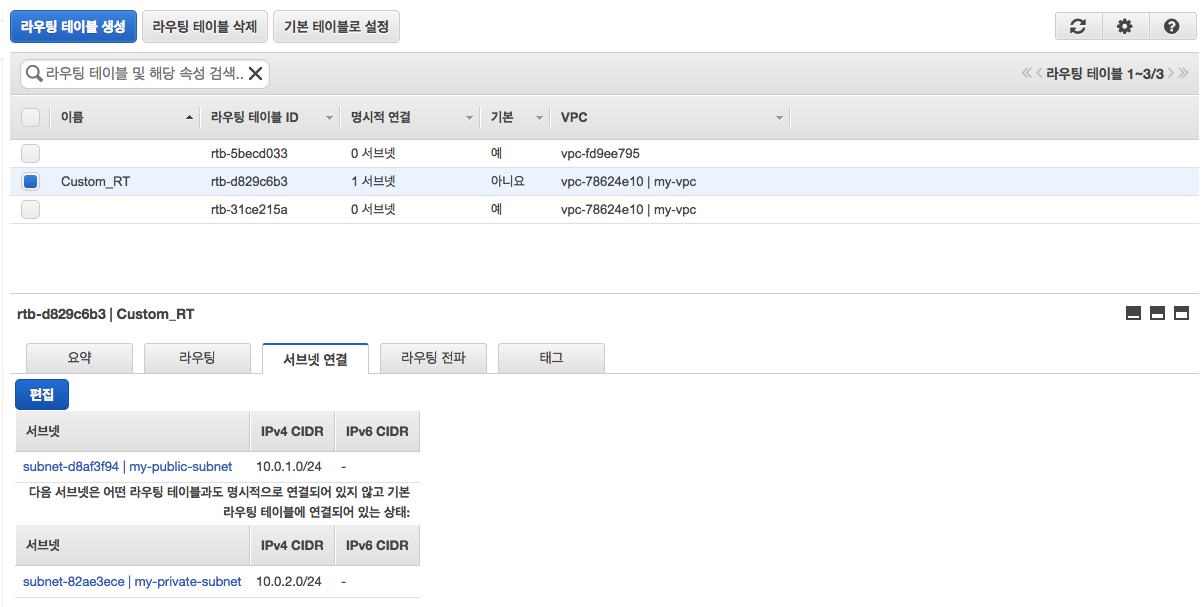 라우팅 테이블 생성 라우팅 테이블 삭제 기본 테이블로 설정
라우팅 테이블 및 해당 속성 검색.. 라우팅 테이블 1~3/3
이름 라우팅 테이블 ID 명시적 연결 기본 VPC
rtb-5becd033 0 서브넷 예 vpc-fd9ee795
Custom_RT rtb-d829c6b3 1 서브넷 아니요 vpc-78624e10 | my-vpc
rtb-31ce215a 0 서브넷 예 vpc-78624e10 | my-vpc
rtb-d829c6b3 | Custom_RT
요약 라우팅 서브넷 연결 라우팅 전파 태그
편집
서브넷 IPv4 CIDR IPv6 CIDR
subnet-d8af3f94 | my-public-subnet 10.0.1.0/24 -
다음 서브넷은 어떤 라우팅 테이블과도 명시적으로 연결되어 있지 않고 기본
라우팅 테이블에 연결되어 있는 상태:
서브넷 IPv4 CIDR IPv6 CIDR
subnet-82ae3ece | my-private-subnet 10.0.2.0/24 -